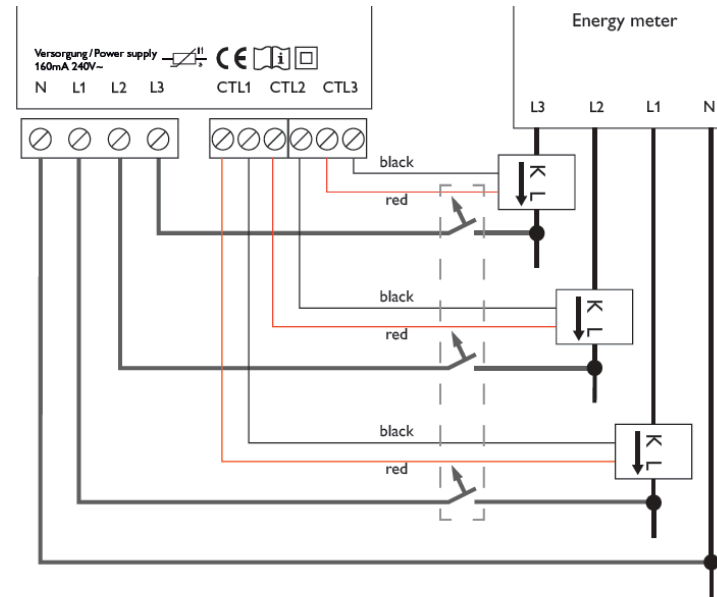 Energy meter
Versorgung/Power supply
160mA 240V~
CE i
N L1 L2 L3 CTL1 CTL2 CTL3
L3 L2 L1 N
black
K L
red
black
K L
red
black
K L
red